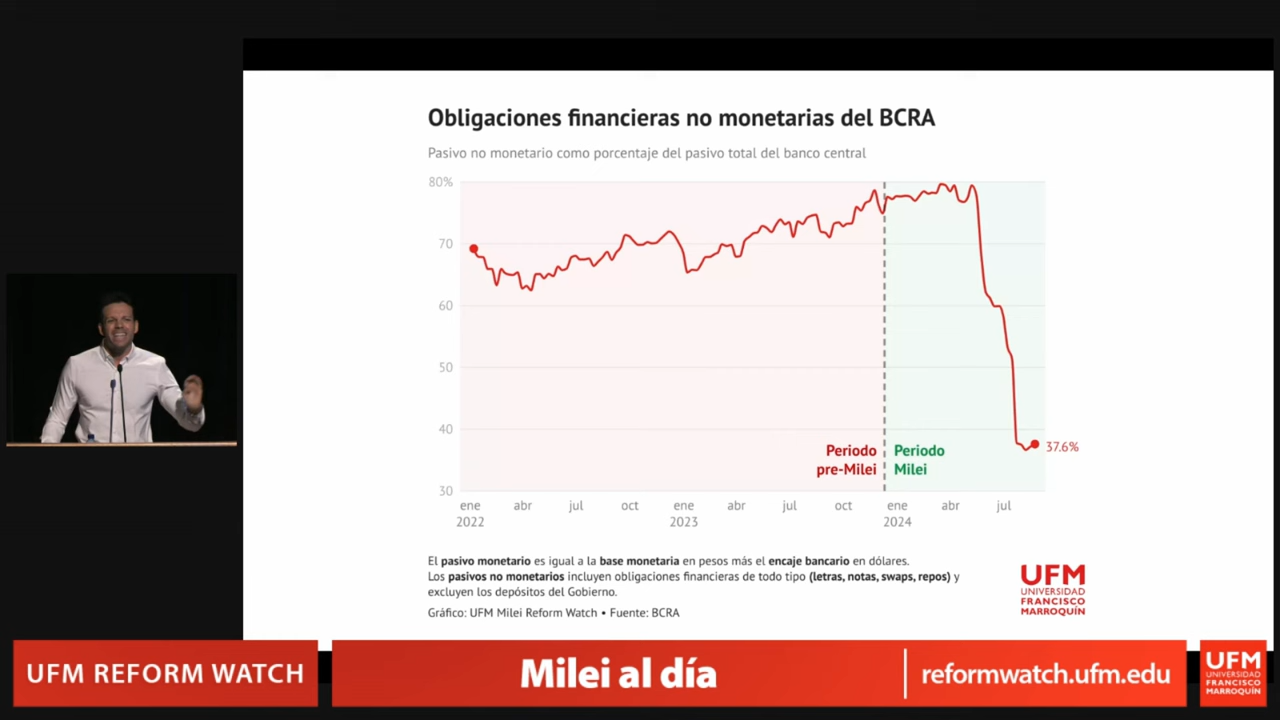 Obligaciones financieras no monetarias del BCRA
Pasivo no monetario como porcentaje del pasivo total del banco central
80%
70
60
50
40
30
37.6%
Periodo
pre-Milei
Periodo
Milei
ene
2022
abr
jul
oct
ene
2023
abr
jul
oct
ene
2024
abr
jul
El pasivo monetario es igual a la base monetaria en pesos más el encaje bancario en dólares.
Los pasivos no monetarios incluyen obligaciones financieras de todo tipo (letras, notas, swaps, repos) y
excluyen los depósitos del Gobierno.
Gráfico: UFM Milei Reform Watch • Fuente: BCRA
UFM
UNIVERSIDAD
FRANCISCO
MARROQUÍN
UFM REFORM WATCH
Milei al día
reformwatch.ufm.edu
UFM
UNIVERSIDAD
FRANCISCO
MARROQUÍN